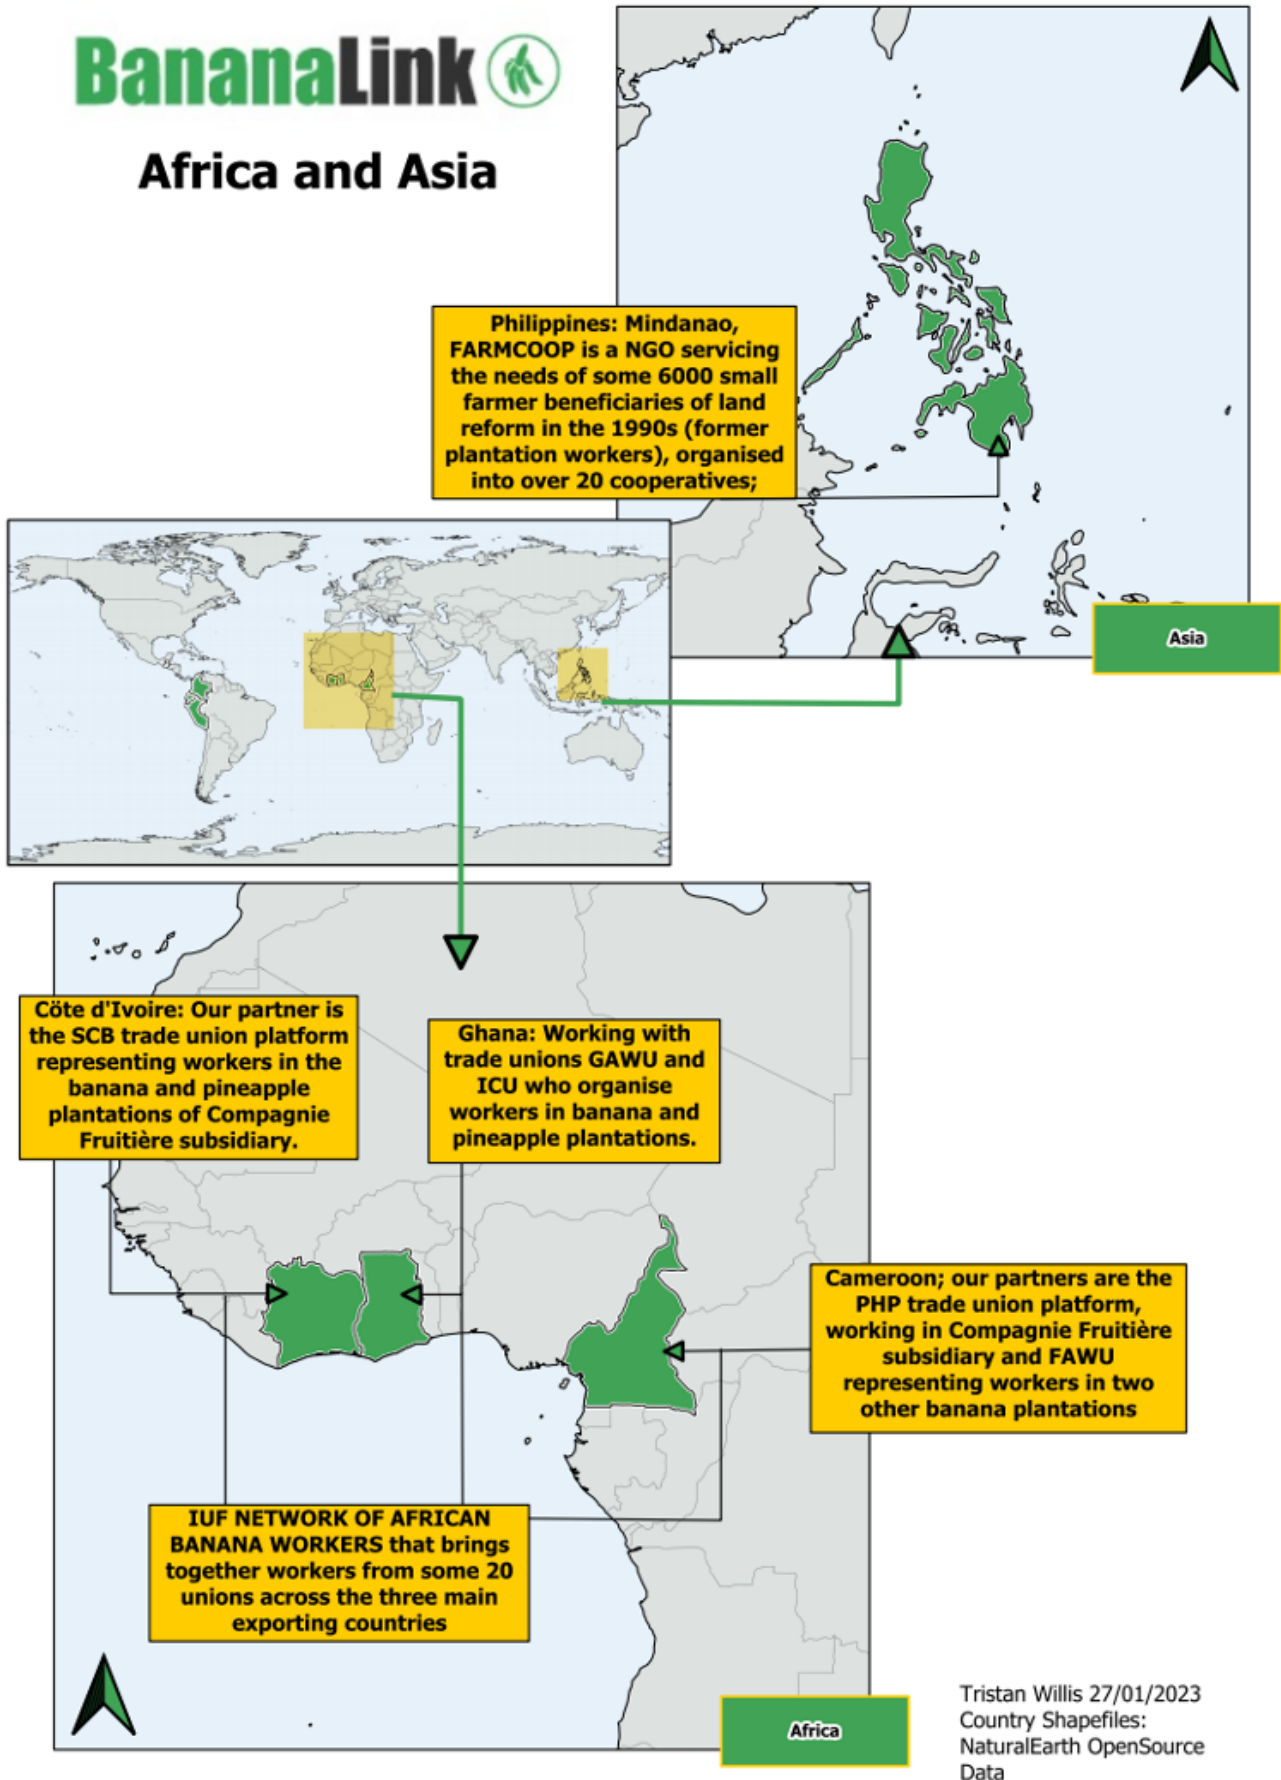 BananaLink
Africa and Asia
Philippines: Mindanao,
FARMCOOP is a NGO servicing
the needs of some 6000 small
farmer beneficiaries of land
reform in the 1990s (former
plantation workers), organised
into over 20 cooperatives;
Asia
Cöte d'Ivoire: Our partner is
the SCB trade union platform
representing workers in the
banana and pineapple
plantations of Compagnie
Fruitière subsidiary.
Ghana: Working with
trade unions GAWU and
ICU who organise
workers in banana and
pineapple plantations.
Cameroon; our partners are the
PHP trade union platform,
working in Compagnie Fruitière
subsidiary and FAWU
representing workers in two
other banana plantations
IUF NETWORK OF AFRICAN
BANANA WORKERS that brings
together workers from some 20
unions across the three main
exporting countries
Africa
Tristan Willis 27/01/2023
Country Shapefiles:
NaturalEarth OpenSource
Data